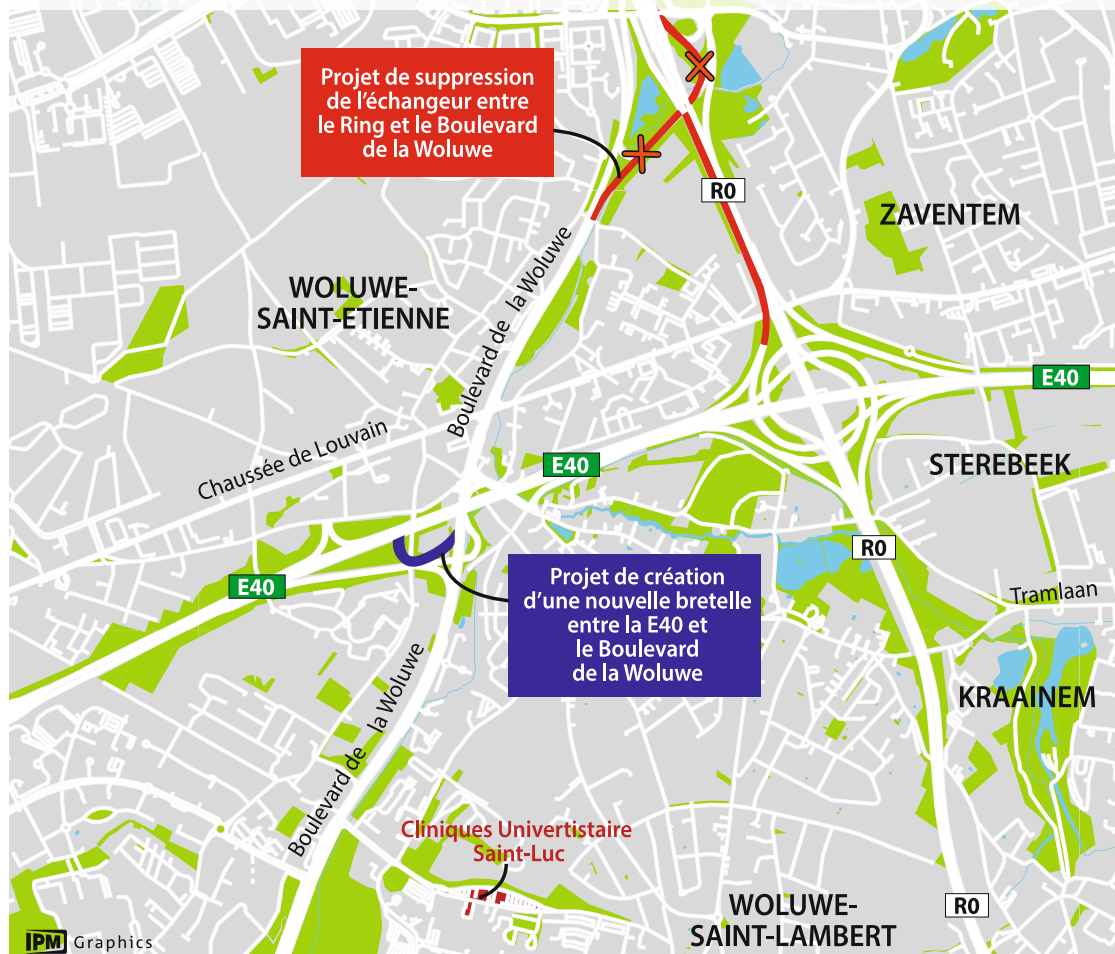 Projet de suppression
de l'échangeur entre
le Ring et le Boulevard
de la Woluwe
R0
ZAVENTEM
WOLUWE-
SAINT-ETIENNE
Boulevard de la Woluwe
E40
Chaussée de Louvain
E40
STEREBEEK
R0
E40
Projet de création
d'une nouvelle bretelle
entre la E40 et
le Boulevard
de la Woluwe
Tramlaan
KRAAINEM
Boulevard de la Woluwe
Cliniques Univertistaire
Saint-Luc
WOLUWE-
SAINT-LAMBERT
R0
IPM Graphics